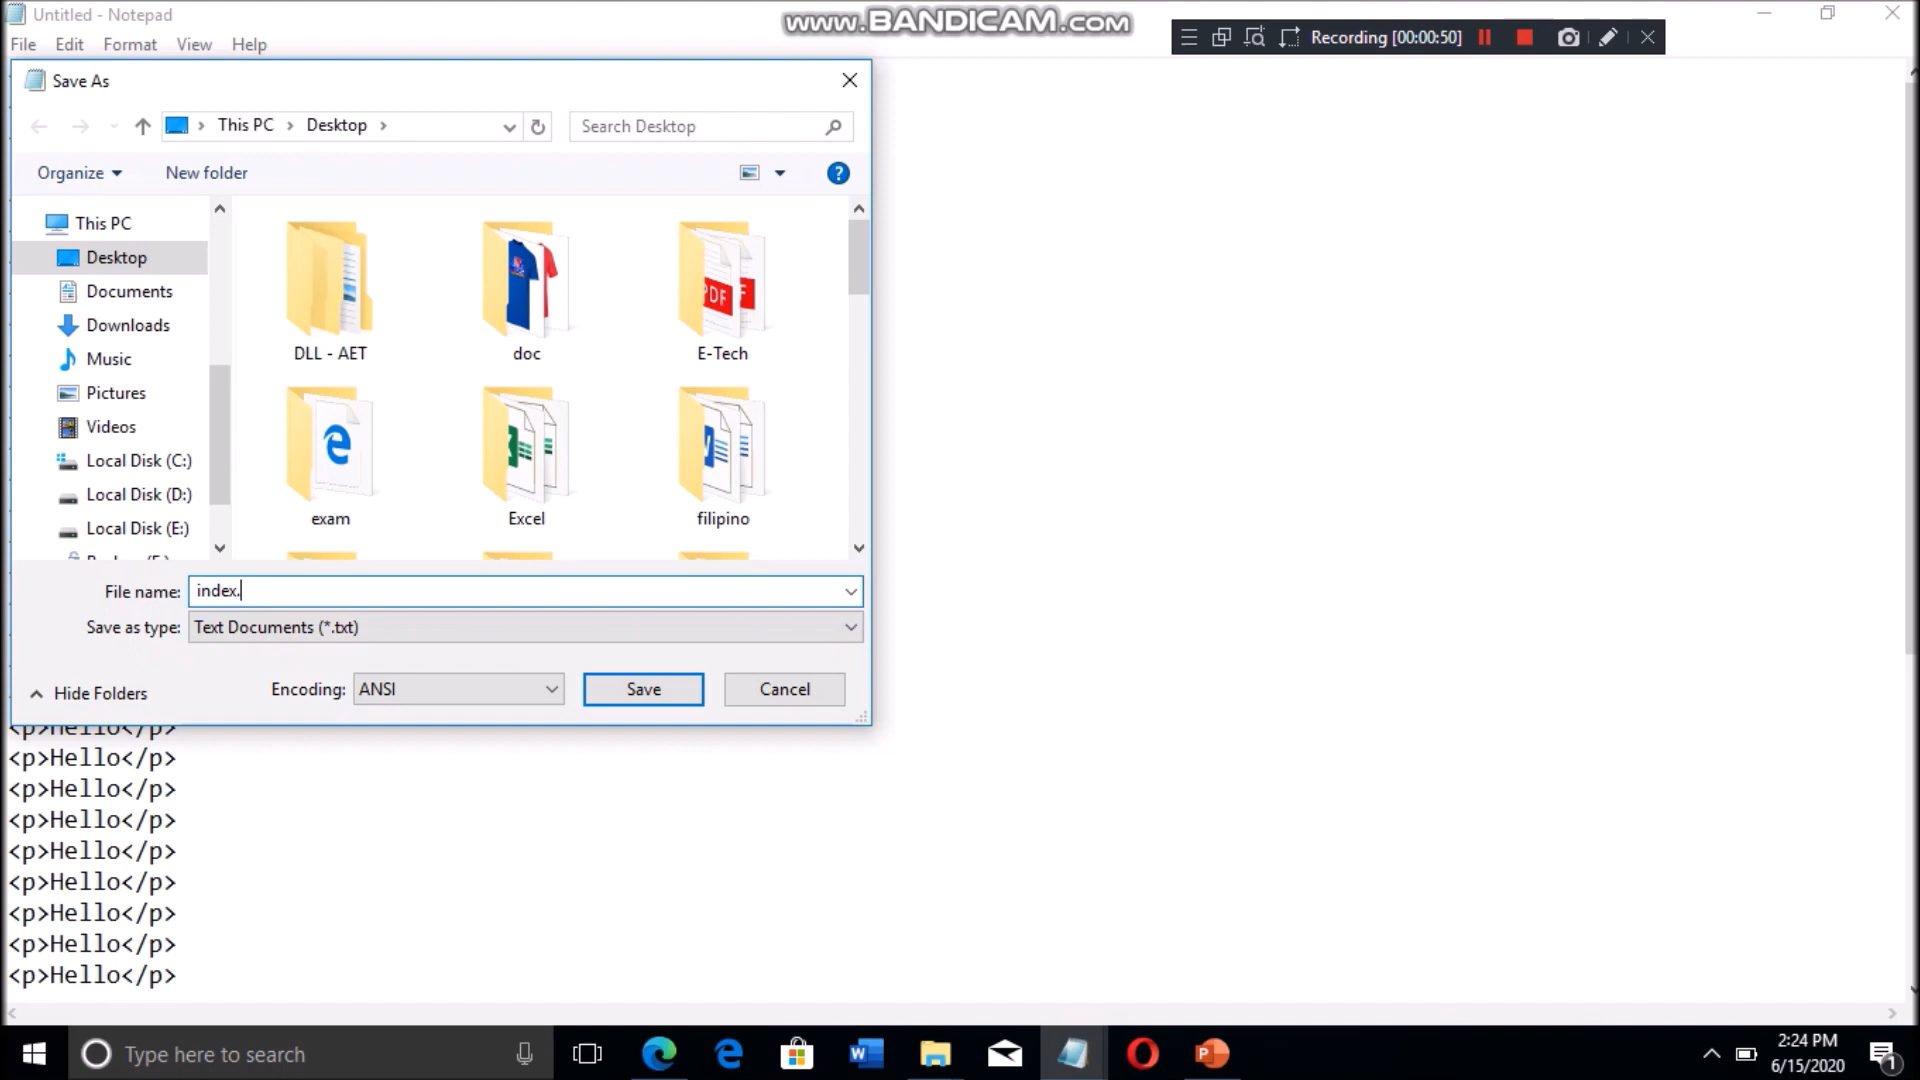 Untitled - Notepad
www.BANDICAM.com
Recording [00:00:50]
File Edit Format View Help
Save As
This PC > Desktop >
Search Desktop
Organize
New folder
This PC
Desktop
Documents
Downloads
Music
Pictures
Videos
Local Disk (C:)
Local Disk (D:)
Local Disk (E:)
DLL - AET
doc
E-Tech
PDF
exam
Excel
filipino
File name: index.
Save as type: Text Documents (*.txt)
Hide Folders
Encoding: ANSI
Save
Cancel
<p>Hello</p>
<p>Hello</p>
<p>Hello</p>
<p>Hello</p>
<p>Hello</p>
<p>Hello</p>
<p>Hello</p>
<p>Hello</p>
<p>Hello</p>
Type here to search
2:24 PM
6/15/2020
1